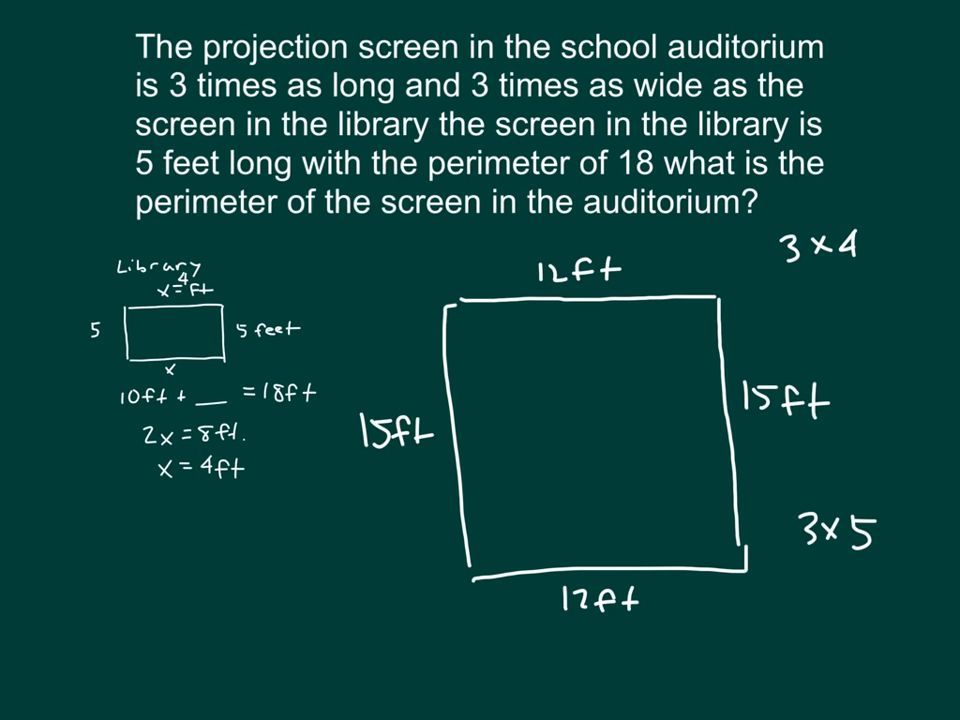 The projection screen in the school auditorium
is 3 times as long and 3 times as wide as the
screen in the library the screen in the library is
5 feet long with the perimeter of 18 what is the
perimeter of the screen in the auditorium?
3 x 4
Library
4
x = ft
12ft
5
5 feet
x
10ft + __ = 18ft
15ft
15ft
2x = 8ft.
x = 4ft
3x5
12ft